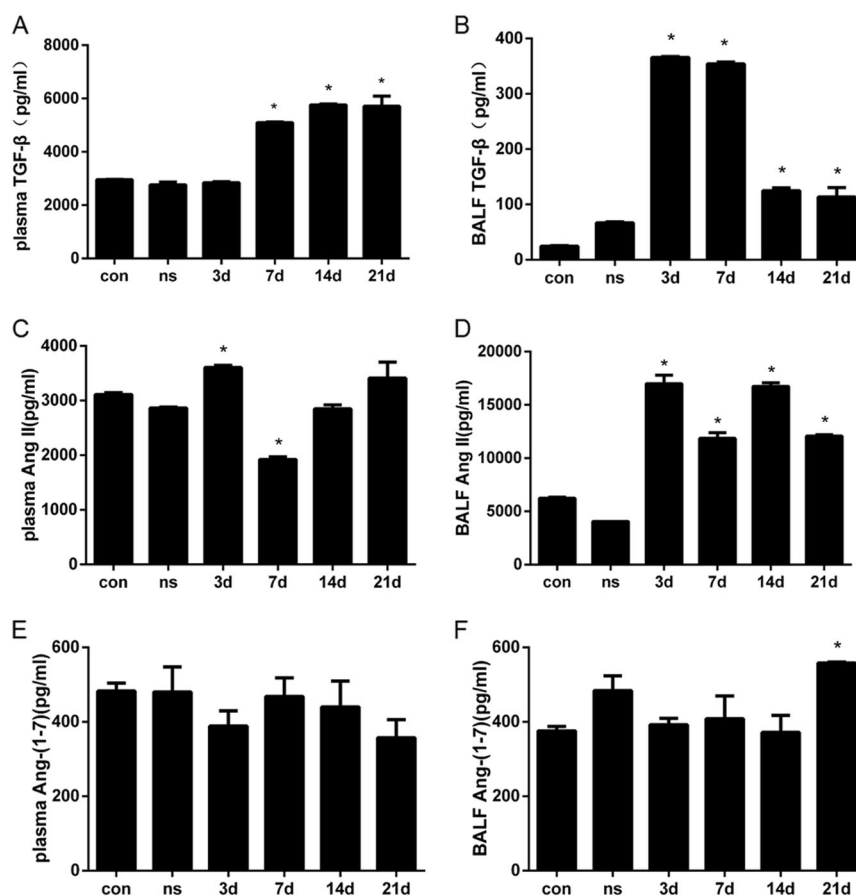 A
plasma TGF-β ( pg/ml)
8000
6000
4000
2000
0
* * *
con ns 3d 7d 14d 21d
B
BALF TGF-β ( pg/ml)
400
300
200
100
0
* * * *
con ns 3d 7d 14d 21d
C
plasma Ang II(pg/ml)
4000
3000
2000
1000
0
* *
con ns 3d 7d 14d 21d
D
BALF Ang II(pg/ml)
20000
15000
10000
5000
0
* * * *
con ns 3d 7d 14d 21d
E
plasma Ang-(1-7)(pg/ml)
600
400
200
0
con ns 3d 7d 14d 21d
F
BALF Ang-(1-7)(pg/ml)
600
400
200
0
*
con ns 3d 7d 14d 21d